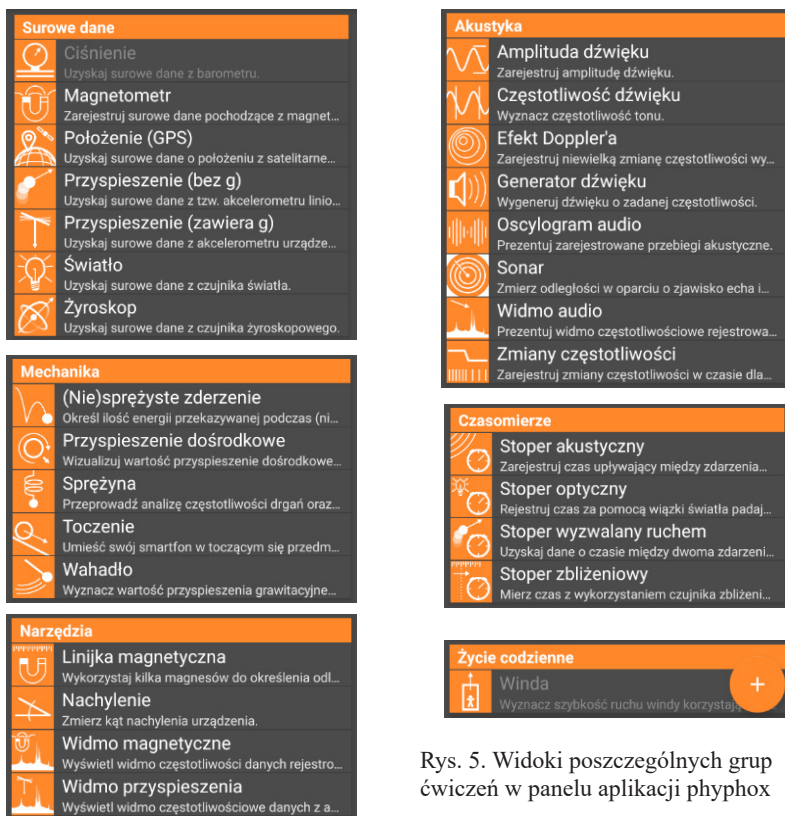 Surowe dane
Ciśnienie
Uzyskaj surowe dane z barometru.
Magnetometr
Zarejestruj surowe dane pochodzące z magnet...
Położenie (GPS)
Uzyskaj surowe dane o położeniu z satelitarne...
Przyspieszenie (bez g)
Uzyskaj surowe dane z tzw. akcelerometru linio...
Przyspieszenie (zawiera g)
Uzyskaj surowe dane z akcelerometru urządze...
Światło
Uzyskaj surowe dane z czujnika światła.
Żyroskop
Uzyskaj surowe dane z czujnika żyroskopowego.
Mechanika
(Nie)sprężyste zderzenie
Określ ilość energii przekazywanej podczas (ni...
Przyspieszenie dośrodkowe
Wizualizuj wartość przyspieszenie dośrodkowe...
Sprężyna
Przeprowadź analizę częstotliwości drgań oraz...
Toczenie
Umieść swój smartfon w toczącym się przedm...
Wahadło
Wyznacz wartość przyspieszenia grawitacyjne...
Narzędzia
Linijka magnetyczna
Wykorzystaj kilka magnesów do określenia odl...
Nachylenie
Zmierz kąt nachylenia urządzenia.
Widmo magnetyczne
Wyświetl widmo częstotliwości danych rejestro...
Widmo przyspieszenia
Wyświetl widmo częstotliwościowe danych z a...
Akustyka
Amplituda dźwięku
Zarejestruj amplitudę dźwięku.
Częstotliwość dźwięku
Wyznacz częstotliwość tonu.
Efekt Doppler'a
Zarejestruj niewielką zmianę częstotliwości wy...
Generator dźwięku
Wygeneruj dźwięku o zadanej częstotliwości.
Oscylogram audio
Prezentuj zarejestrowane przebiegi akustyczne.
Sonar
Zmierz odległości w oparciu o zjawisko echa i...
Widmo audio
Prezentuj widmo częstotliwościowe rejestrowa...
Zmiany częstotliwości
Zarejestruj zmiany częstotliwości w czasie dla...
Czasomierze
Stoper akustyczny
Zarejestruj czas upływający między zdarzenia...
Stoper optyczny
Rejestruj czas za pomocą wiązki światła padaj...
Stoper wyzwalany ruchem
Uzyskaj dane o czasie między dwoma zdarzeni...
Stoper zbliżeniowy
Mierz czas z wykorzystaniem czujnika zbliżeni...
Życie codzienne
Winda
Wyznacz szybkość ruchu windy
+
Rys. 5. Widoki poszczególnych grup
ćwiczeń w panelu aplikacji phyphox